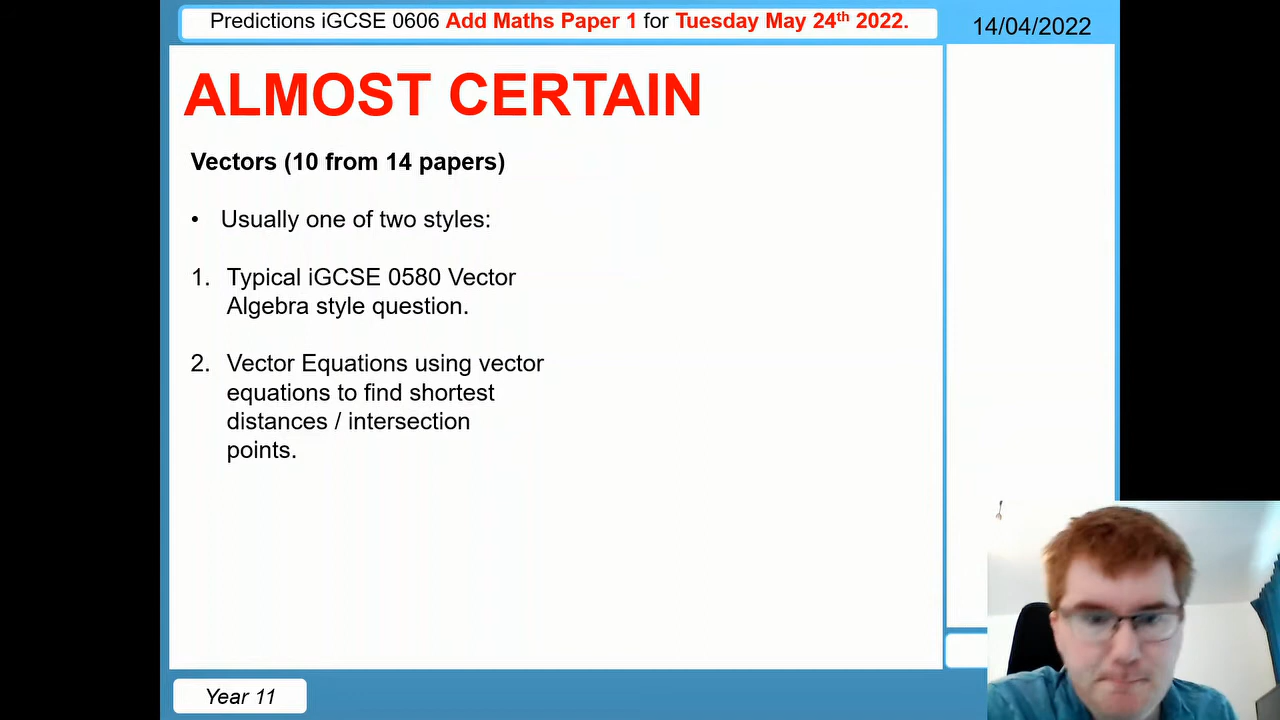 Predictions iGCSE 0606 Add Maths Paper 1 for Tuesday May 24th 2022.
14/04/2022
ALMOST CERTAIN
Vectors (10 from 14 papers)
• Usually one of two styles:
1. Typical iGCSE 0580 Vector
Algebra style question.
2. Vector Equations using vector
equations to find shortest
distances / intersection
points.
Year 11